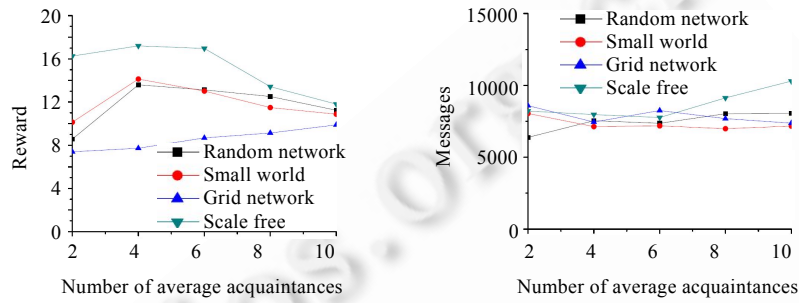 20
16
12
8
4
0
Reward
Random network
Small world
Grid network
Scale free
2 4 6 8 10
Number of average acquaintances
15000
10000
5000
0
Messages
Random network
Small world
Grid network
Scale free
2 4 6 8 10
Number of average acquaintances